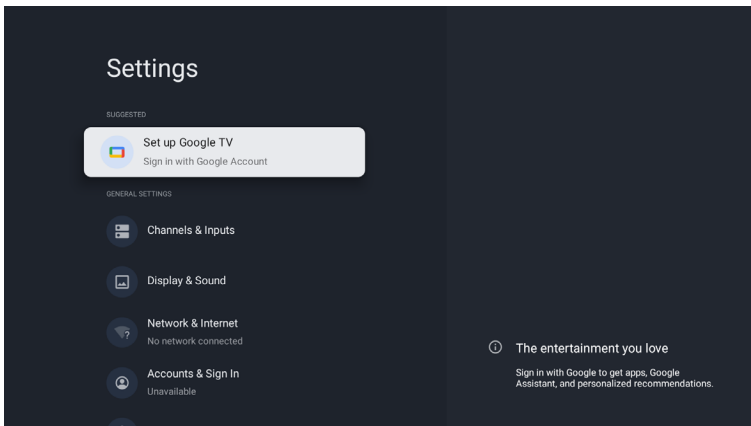 Settings
SUGGESTED
Set up Google TV
Sign in with Google Account
GENERAL SETTINGS
Channels & Inputs
Display & Sound
Network & Internet
No network connected
Accounts & Sign In
Unavailable
The entertainment you love
Sign in with Google to get apps, Google
Assistant, and personalized recommendations.